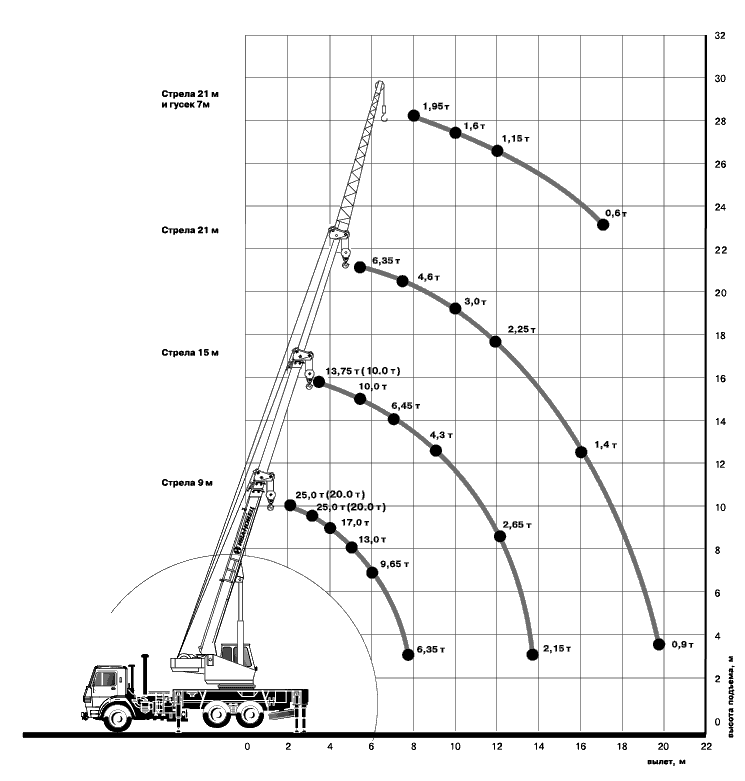 32
30
Стрела 21 м
и гусек 7м
1,95 т
28
1,6 т
1,15 т
26
24
0,6 т
Стрела 21 м
22
6,35 т
4,6 т
20
3,0 т
2,25 т
18
Стрела 15 м
13,75 т (10.0 т)
16
10,0 т
6,45 т
14
4,3 т
1,4 т
12
Стрела 9 м
25,0 т (20.0 т)
10
25,0 т (20.0 т)
17,0 т
2,65 т
13,0 т
8
9,65 т
6
6,35 т
2,15 т
0,9 т
4
2
0
высота подъема, м
0 2 4 6 8 10 12 14 16 18 20 22
вылет, м